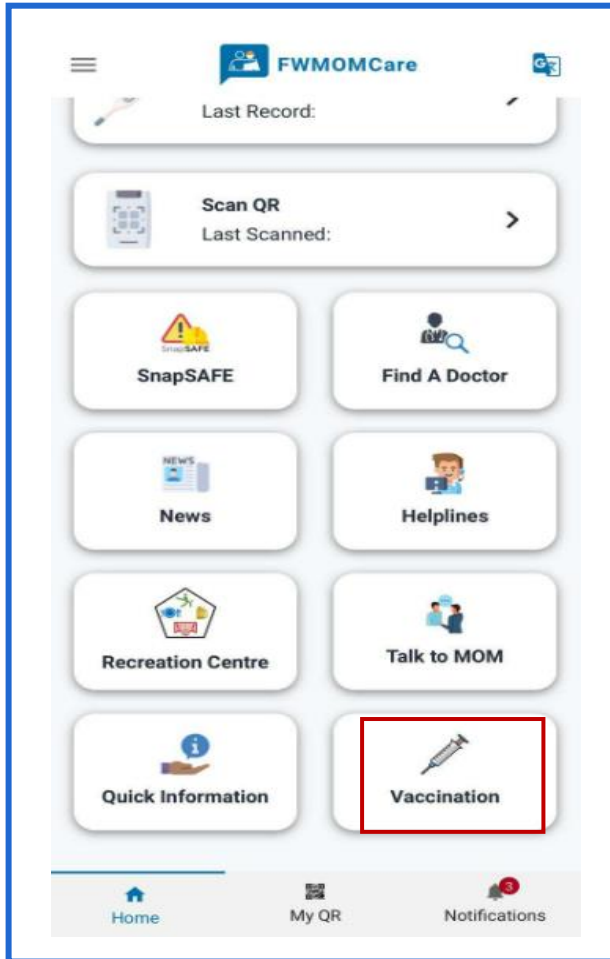 FWMOMCare
Last Record:
Scan QR
Last Scanned:
SnapSAFE
SnapSAFE
Find A Doctor
NEWS
News
Helplines
Recreation Centre
Talk to MOM
Quick Information
Vaccination
3
Home
My QR
Notifications